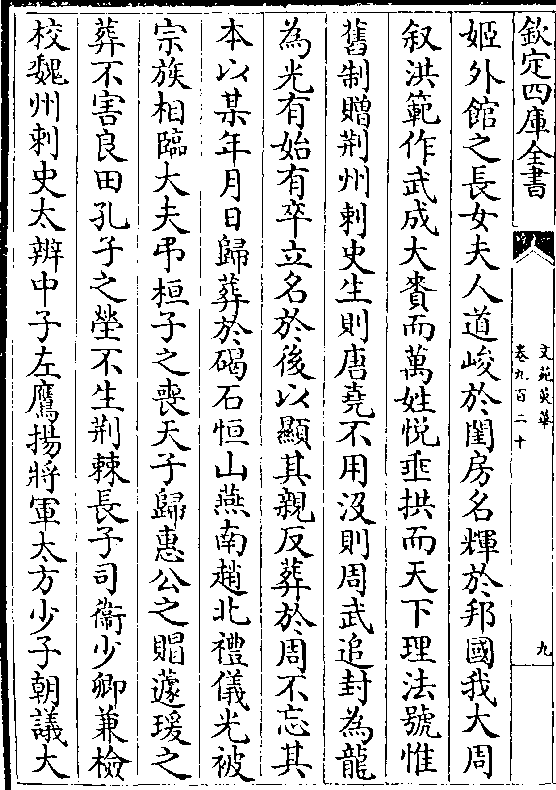 欽定四庫全書
文苑英華
卷九百二十
九
姬外館之長女夫人道峻於閨房名輝於邦國我大周
叙洪範作武成大賚而萬姓悦垂拱而天下理法號惟
舊制贈荆州刺史生則唐堯不用沒則周武追封為龍
為光有始有卒立名於後以顯其親反葬於周不忘其
本以某年月日歸葬於碣石恒山燕南趙北禮儀光被
宗族相臨大夫弔桓子之喪天子歸惠公之賵蘧瑗之
葬不害良田孔子之塋不生荆棘長子司衞少卿兼檢
校魏州刺史太辨中子左鷹揚將軍太方少子朝議大